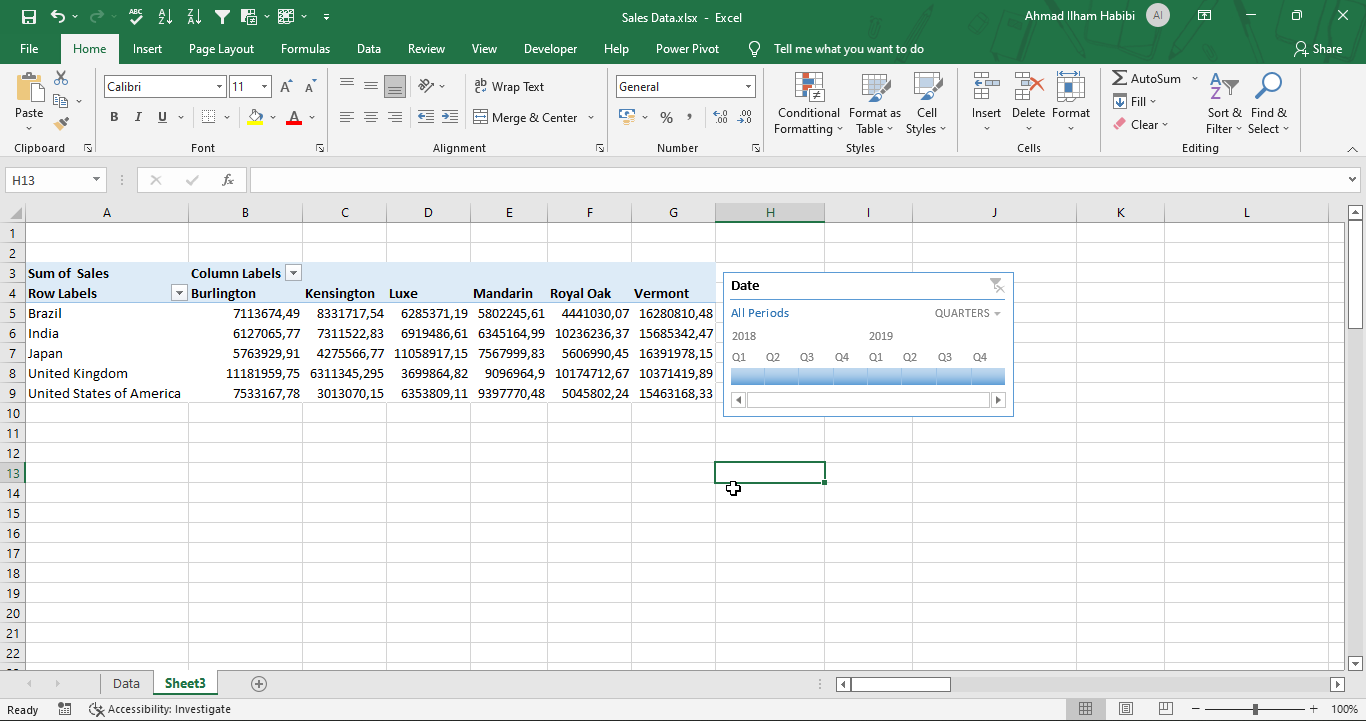 Sales Data.xlsx - Excel
Ahmad Ilham Habibi AI
File Home Insert Page Layout Formulas Data Review View Developer Help Power Pivot Tell me what you want to do Share
Paste
Clipboard
Calibri 11
B I U
Font
Wrap Text
Merge & Center
Alignment
General
% ,
Number
Conditional Formatting
Format as Table
Cell Styles
Styles
Insert Delete Format
Cells
AutoSum
Fill
Clear
Sort & Filter
Find & Select
Editing
H13 fx
A B C D E F G H I J K L
1
2
3 Sum of Sales Column Labels
4 Row Labels Burlington Kensington Luxe Mandarin Royal Oak Vermont
5 Brazil 7113674,49 8331717,54 6285371,19 5802245,61 4441030,07 16280810,48
6 India 6127065,77 7311522,83 6919486,61 6345164,99 10236236,37 15685342,47
7 Japan 5763929,91 4275566,77 11058917,15 7567999,83 5606990,45 16391978,15
8 United Kingdom 11181959,75 6311345,295 3699864,82 9096964,9 10174712,67 10371419,89
9 United States of America 7533167,78 3013070,15 6353809,11 9397770,48 5045802,24 15463168,33
Date
All Periods QUARTERS
2018 2019
Q1 Q2 Q3 Q4 Q1 Q2 Q3 Q4
10
11
12
13
14
15
16
17
18
19
20
21
22
Data Sheet3
Ready Accessibility: Investigate 100%